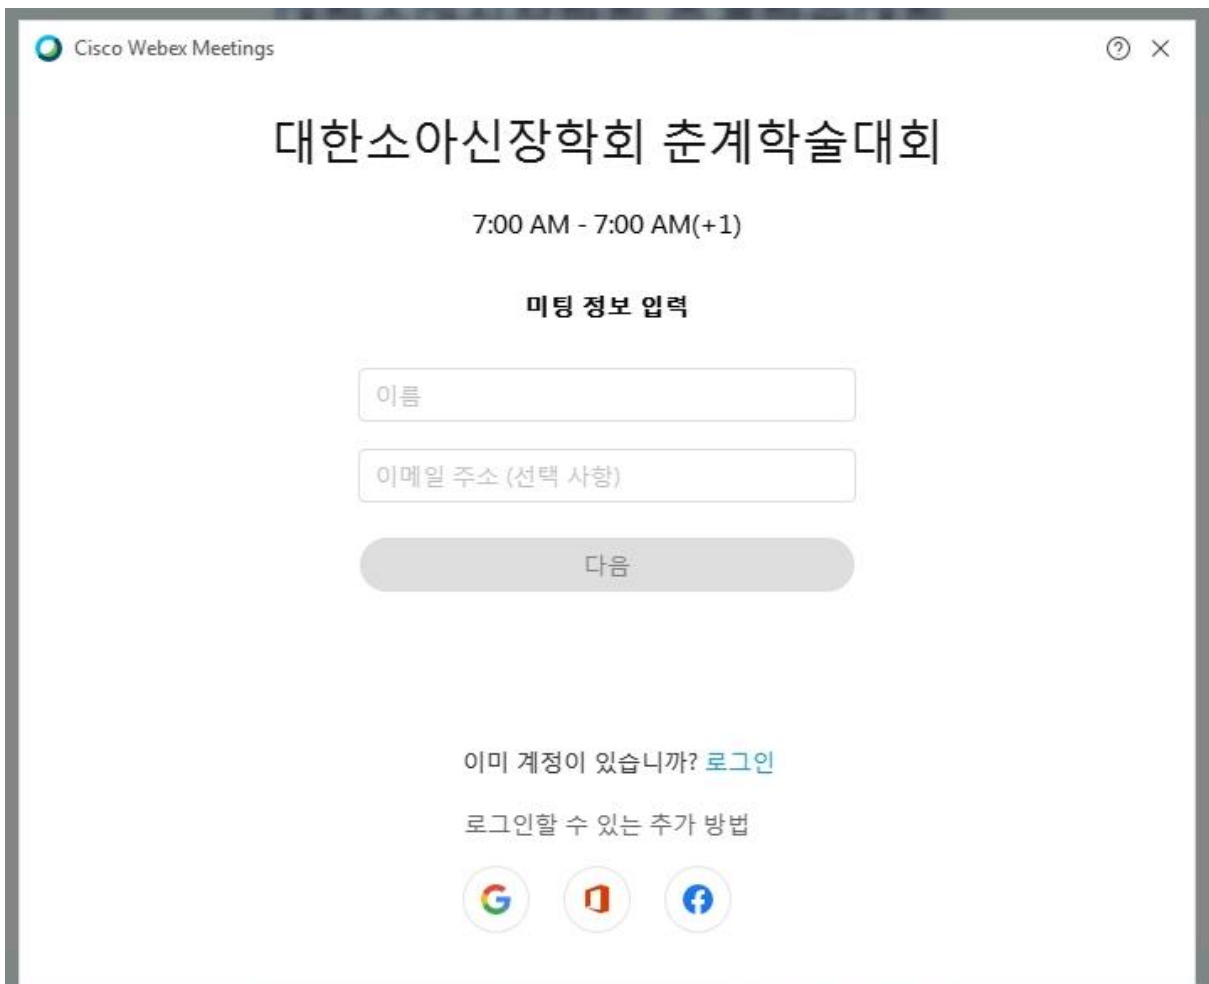 Cisco Webex Meetings
대한소아신장학회 춘계학술대회
7:00 AM - 7:00 AM(+1)
미팅 정보 입력
이름
이메일 주소 (선택 사항)
다음
이미 계정이 있습니까? 로그인
로그인할 수 있는 추가 방법